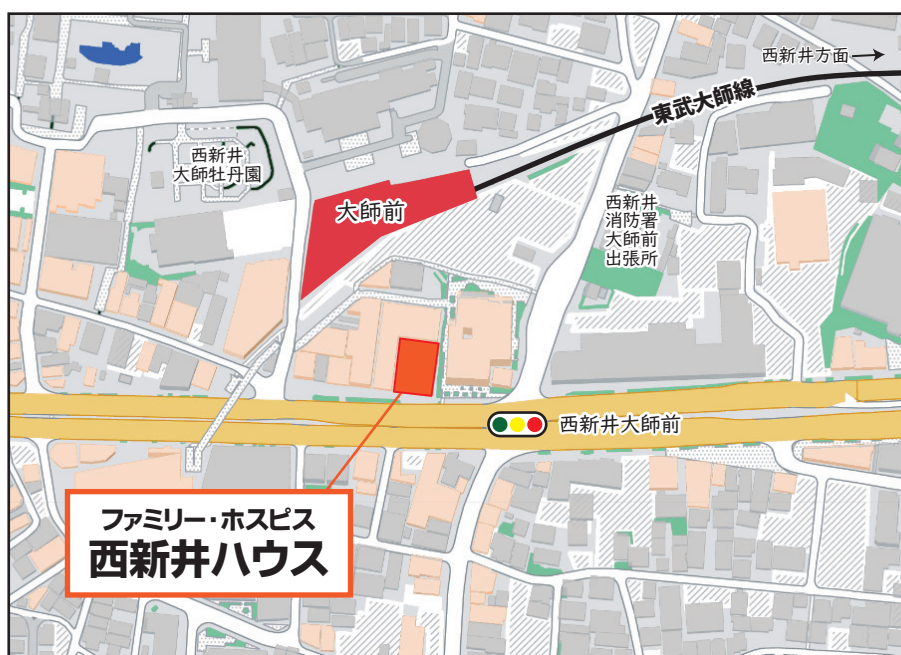 西新井方面
東武大師線
西新井
大師牡丹園
大師前
西新井
消防署
大師前
出張所
西新井大師前
ファミリー・ホスピス
西新井ハウス